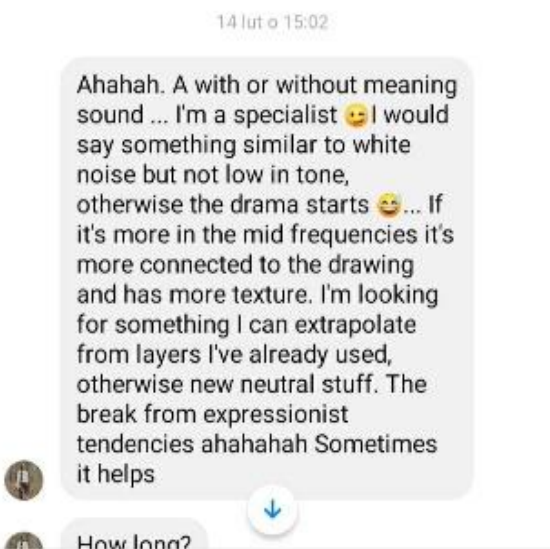 14 lut o 15:02
Ahahah. A with or without meaning
sound ... I'm a specialist 😉I would
say something similar to white
noise but not low in tone,
otherwise the drama starts 😅... If
it's more in the mid frequencies it's
more connected to the drawing
and has more texture. I'm looking
for something I can extrapolate
from layers I've already used,
otherwise new neutral stuff. The
break from expressionist
tendencies ahahahah Sometimes
it helps
How long?